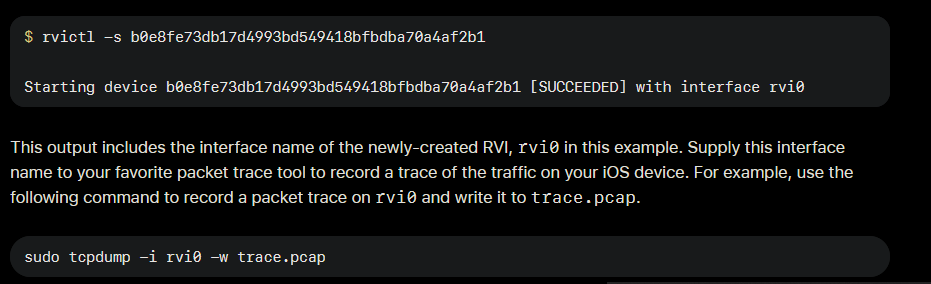 $ rvictl –s b0e8fe73db17d4993bd549418bfbdba70a4af2b1
Starting device b0e8fe73db17d4993bd549418bfbdba70a4af2b1 [SUCCEEDED] with interface rvi0
This output includes the interface name of the newly-created RVI, rvi0 in this example. Supply this interface
name to your favorite packet trace tool to record a trace of the traffic on your iOS device. For example, use the
following command to record a packet trace on rvi0 and write it to trace.pcap.
sudo tcpdump –i rvi0 –w trace.pcap